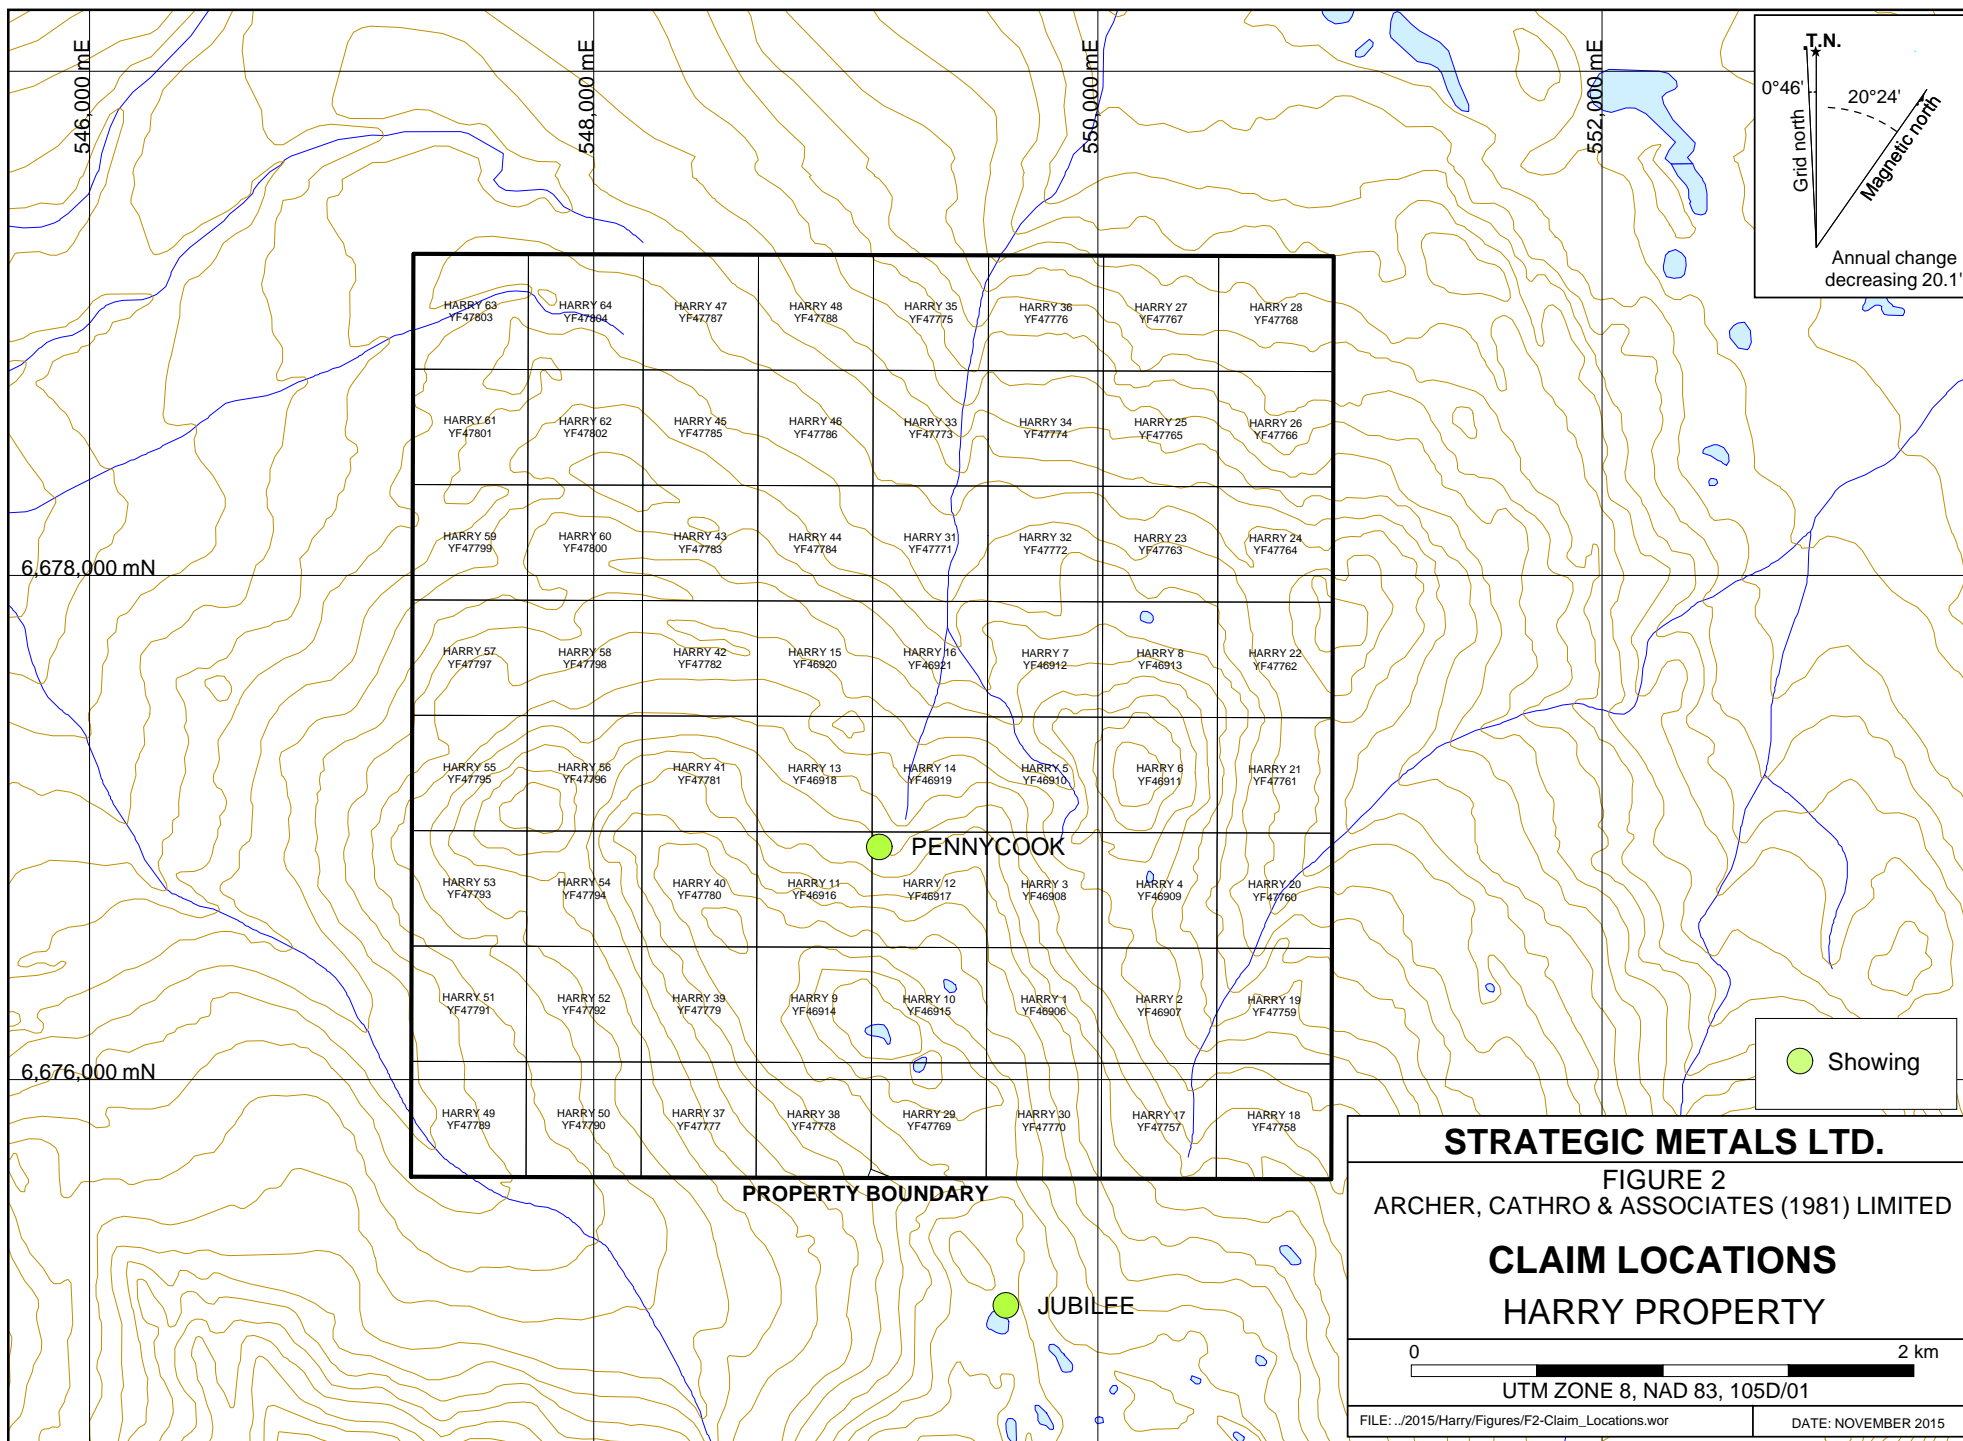 546,000 mE
548,000 mE
550,000 mE
552,000 mE
T.N.
0°46'
20°24'
Grid north
Magnetic north
Annual change
decreasing 20.1'
HARRY 63
YF47803
HARRY 64
YF47804
HARRY 47
YF47787
HARRY 48
YF47788
HARRY 35
YF47775
HARRY 36
YF47776
HARRY 27
YF47767
HARRY 28
YF47768
HARRY 61
YF47801
HARRY 62
YF47802
HARRY 45
YF47785
HARRY 46
YF47786
HARRY 33
YF47773
HARRY 34
YF47774
HARRY 25
YF47765
HARRY 26
YF47766
HARRY 59
YF47799
HARRY 60
YF47800
HARRY 43
YF47783
HARRY 44
YF47784
HARRY 31
YF47771
HARRY 32
YF47772
HARRY 23
YF47763
HARRY 24
YF47764
6,678,000 mN
HARRY 57
YF47797
HARRY 58
YF47798
HARRY 42
YF47782
HARRY 15
YF46920
HARRY 16
YF46921
HARRY 7
YF46912
HARRY 8
YF46913
HARRY 22
YF47762
HARRY 55
YF47795
HARRY 56
YF47796
HARRY 41
YF47781
HARRY 13
YF46918
HARRY 14
YF46919
HARRY 5
YF46910
HARRY 6
YF46911
HARRY 21
YF47761
PENNYCOOK
HARRY 53
YF47793
HARRY 54
YF47794
HARRY 40
YF47780
HARRY 11
YF46916
HARRY 12
YF46917
HARRY 3
YF46908
HARRY 4
YF46909
HARRY 20
YF47760
HARRY 51
YF47791
HARRY 52
YF47792
HARRY 39
YF47779
HARRY 9
YF46914
HARRY 10
YF46915
HARRY 1
YF46906
HARRY 2
YF46907
HARRY 19
YF47759
6,676,000 mN
HARRY 49
YF47789
HARRY 50
YF47790
HARRY 37
YF47777
HARRY 38
YF47778
HARRY 29
YF47769
HARRY 30
YF47770
HARRY 17
YF47757
HARRY 18
YF47758
PROPERTY BOUNDARY
JUBILEE
Showing
STRATEGIC METALS LTD.
FIGURE 2
ARCHER, CATHRO & ASSOCIATES (1981) LIMITED
CLAIM LOCATIONS
HARRY PROPERTY
0 2 km
UTM ZONE 8, NAD 83, 105D/01
FILE: ../2015/Harry/Figures/F2-Claim_Locations.wor
DATE: NOVEMBER 2015